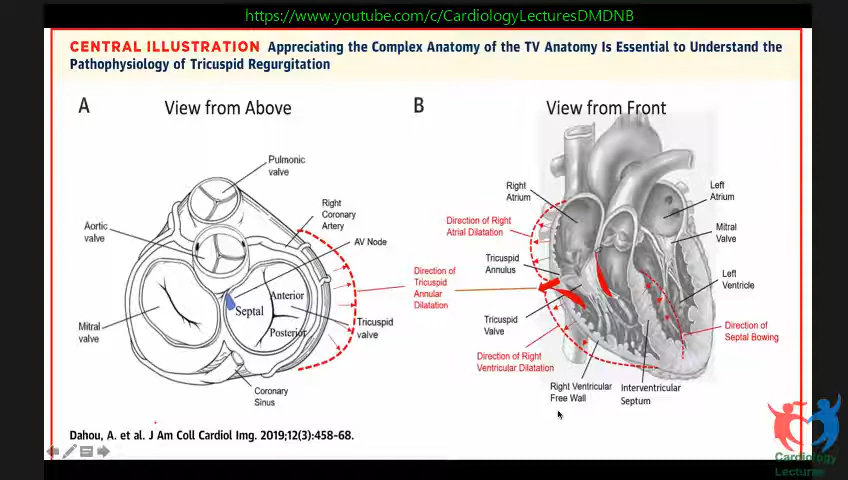 https://www.youtube.com/c/CardiologyLecturesDMDNB
CENTRAL ILLUSTRATION Appreciating the Complex Anatomy of the TV Anatomy Is Essential to Understand the
Pathophysiology of Tricuspid Regurgitation
A
View from Above
Pulmonic
valve
Right
Coronary
Artery
Aortic
valve
AV Node
Septal
Anterior
Posterior
Mitral
valve
Tricuspid
valve
Coronary
Sinus
Direction of
Tricuspid
Annular
Dilatation
B
View from Front
Right
Atrium
Left
Atrium
Direction of Right
Atrial Dilatation
Mitral
Valve
Tricuspid
Annulus
Left
Ventricle
Tricuspid
Valve
Direction of
Septal Bowing
Direction of Right
Ventricular Dilatation
Right Ventricular
Free Wall
Interventricular
Septum
Dahou, A. et al. J Am Coll Cardiol Img. 2019;12(3):458–68.
Cardiology
Lectures